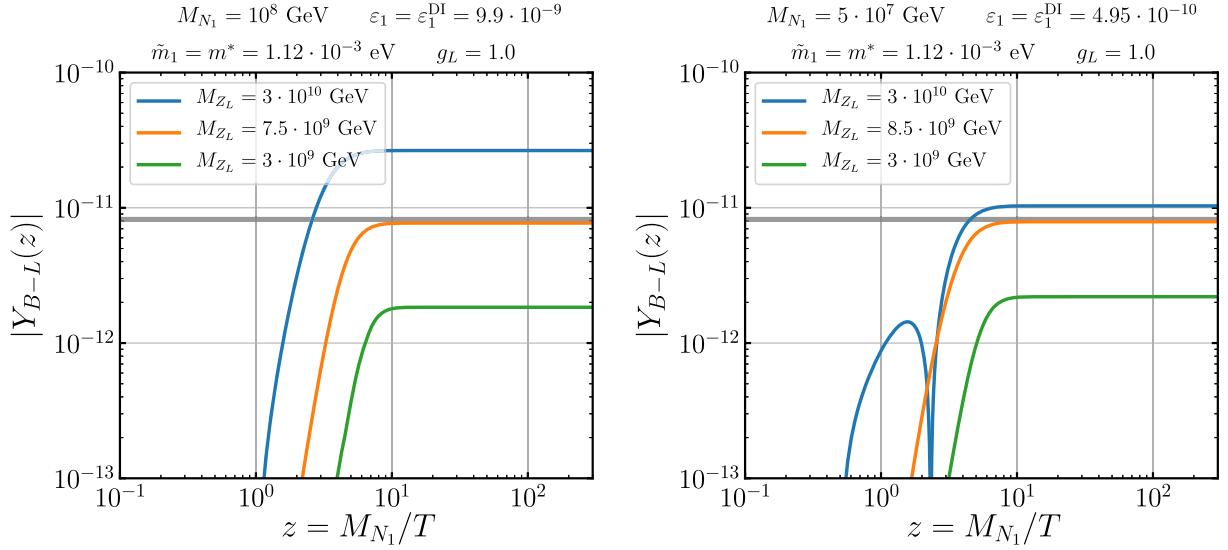 M_{N_1} = 10^8 GeV ε_1 = ε_1^{DI} = 9.9 · 10^{-9}
m̃_1 = m* = 1.12 · 10^{-3} eV g_L = 1.0
10^{-10}
10^{-11}
10^{-12}
10^{-13}
|Y_{B−L}(z)|
M_{Z_L} = 3 · 10^{10} GeV
M_{Z_L} = 7.5 · 10^9 GeV
M_{Z_L} = 3 · 10^9 GeV
10^{-1} 10^0 10^1 10^2
z = M_{N_1}/T
M_{N_1} = 5 · 10^7 GeV ε_1 = ε_1^{DI} = 4.95 · 10^{-10}
m̃_1 = m* = 1.12 · 10^{-3} eV g_L = 1.0
10^{-10}
10^{-11}
10^{-12}
10^{-13}
|Y_{B−L}(z)|
M_{Z_L} = 3 · 10^{10} GeV
M_{Z_L} = 8.5 · 10^9 GeV
M_{Z_L} = 3 · 10^9 GeV
10^{-1} 10^0 10^1 10^2
z = M_{N_1}/T